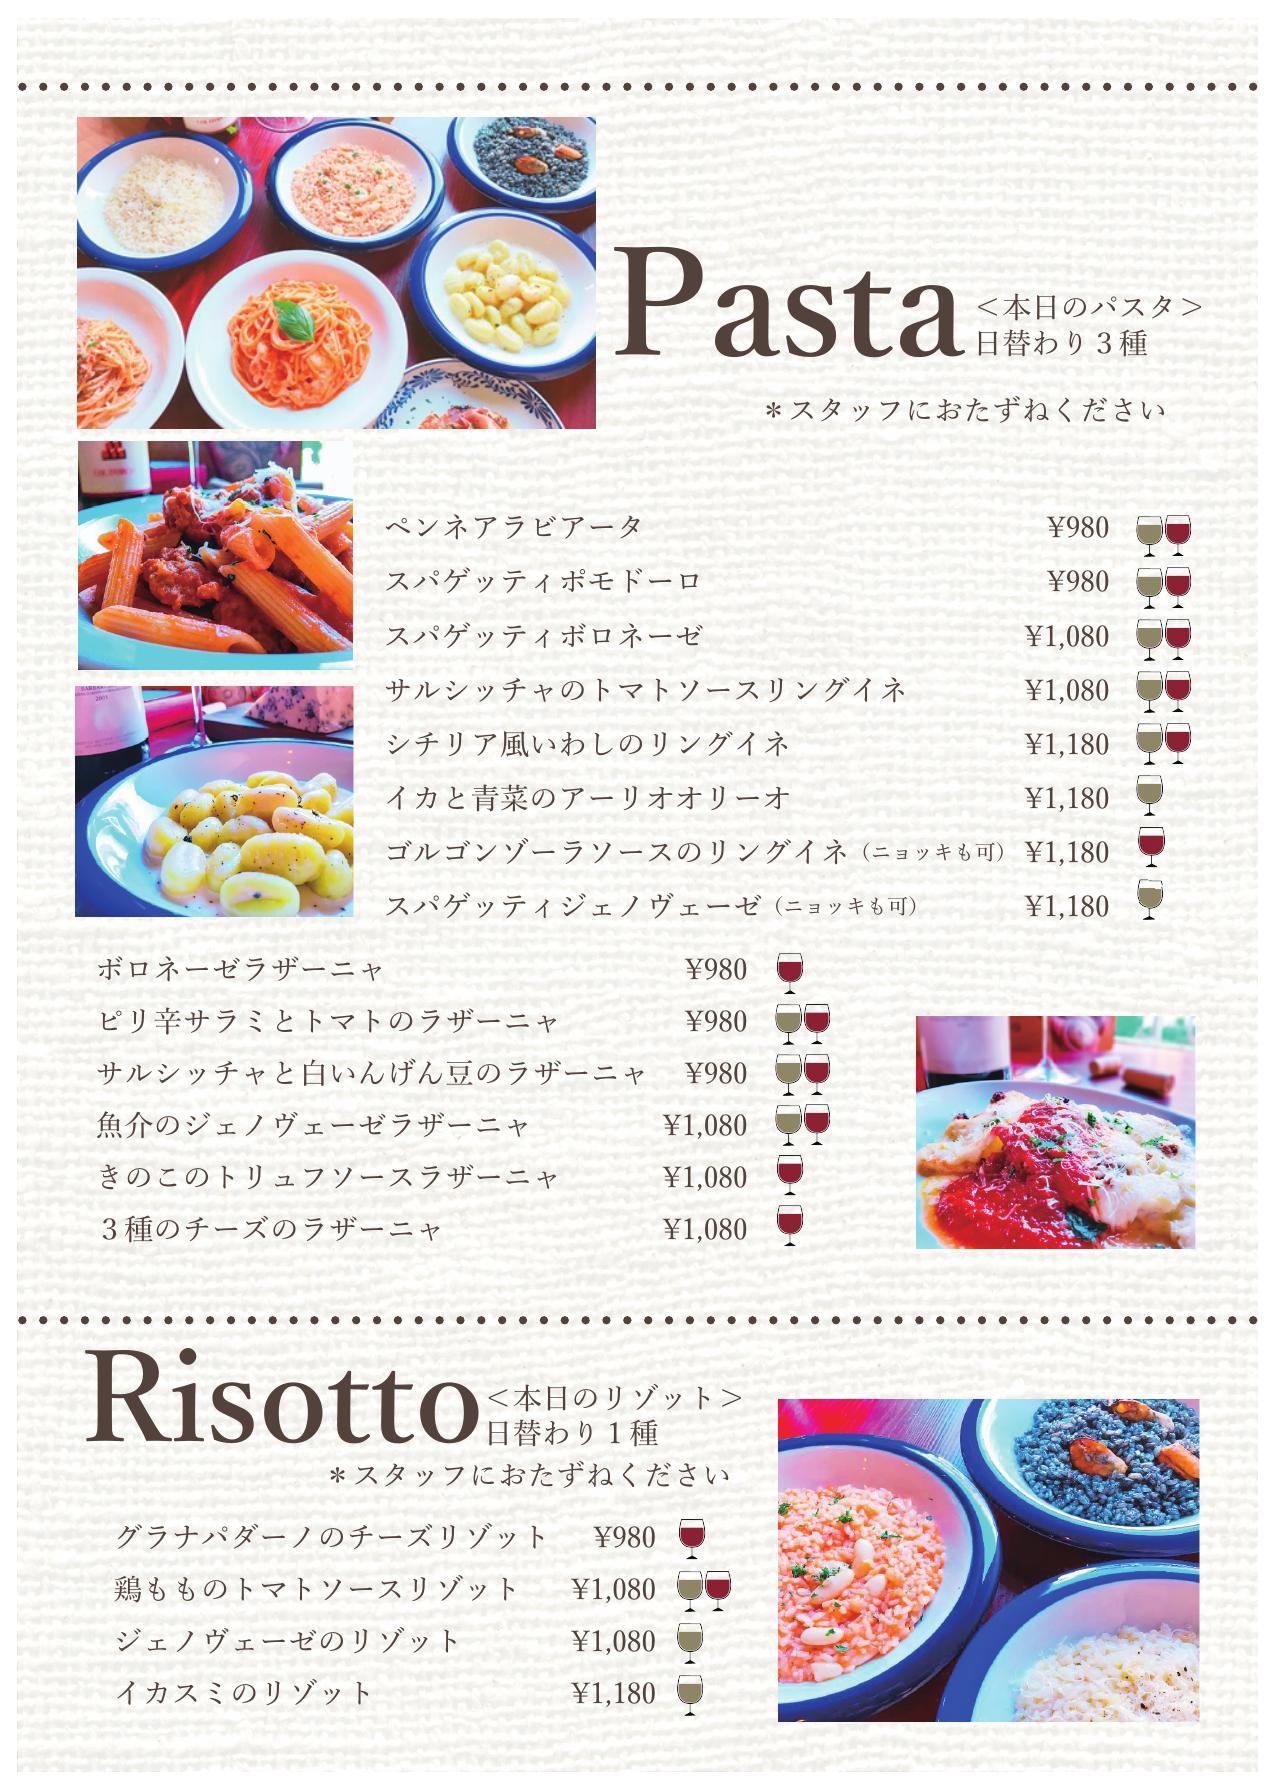 Pasta
＜本日のパスタ＞
日替わり３種
＊スタッフにおたずねください
ペンネアラビアータ ¥980
スパゲッティポモドーロ ¥980
スパゲッティボロネーゼ ¥1,080
サルシッチャのトマトソースリングイネ ¥1,080
シチリア風いわしのリングイネ ¥1,180
イカと青菜のアーリオオリーオ ¥1,180
ゴルゴンゾーラソースのリングイネ（ニョッキも可） ¥1,180
スパゲッティジェノヴェーゼ（ニョッキも可） ¥1,180
ボロネーゼラザーニャ ¥980
ピリ辛サラミとトマトのラザーニャ ¥980
サルシッチャと白いんげん豆のラザーニャ ¥980
魚介のジェノヴェーゼラザーニャ ¥1,080
きのこのトリュフソースラザーニャ ¥1,080
３種のチーズのラザーニャ ¥1,080
Risotto
＜本日のリゾット＞
日替わり１種
＊スタッフにおたずねください
グラナパダーノのチーズリゾット ¥980
鶏もものトマトソースリゾット ¥1,080
ジェノヴェーゼのリゾット ¥1,080
イカスミのリゾット ¥1,180